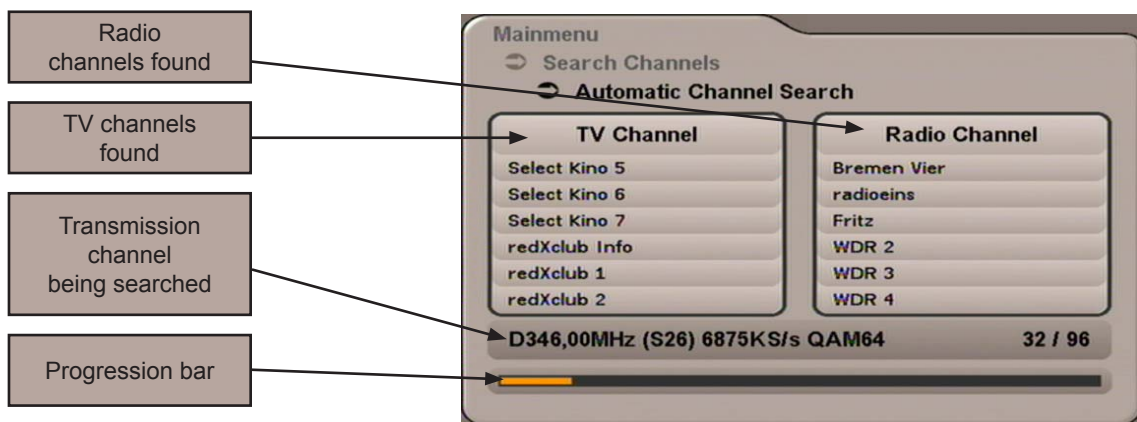 Radio
channels found
TV channels
found
Transmission
channel
being searched
Progression bar
Mainmenu
Search Channels
Automatic Channel Search
TV Channel
Select Kino 5
Select Kino 6
Select Kino 7
redXclub Info
redXclub 1
redXclub 2
Radio Channel
Bremen Vier
radioeins
Fritz
WDR 2
WDR 3
WDR 4
D346,00MHz (S26) 6875KS/s QAM64 32 / 96